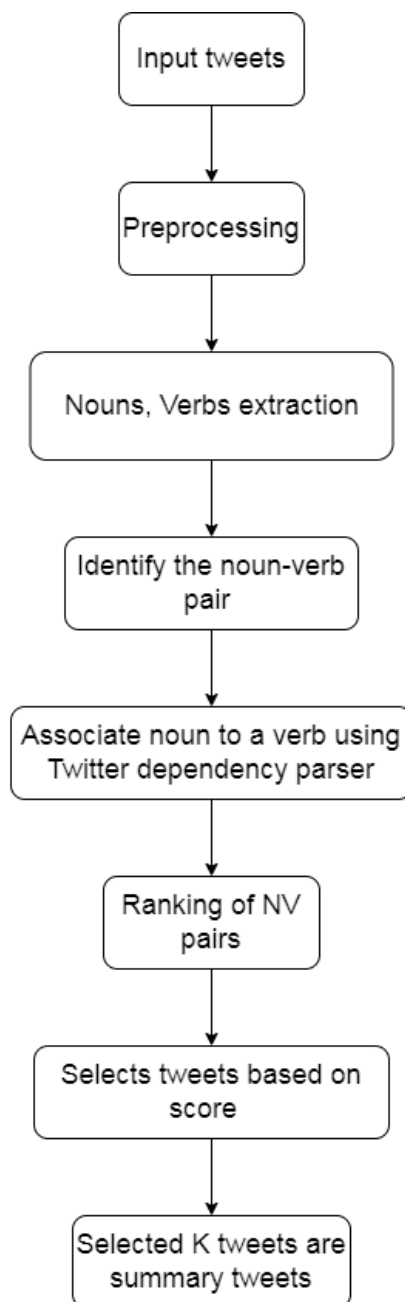 Input tweets
Preprocessing
Nouns, Verbs extraction
Identify the noun-verb
pair
Associate noun to a verb using
Twitter dependency parser
Ranking of NV
pairs
Selects tweets based on
score
Selected K tweets are
summary tweets